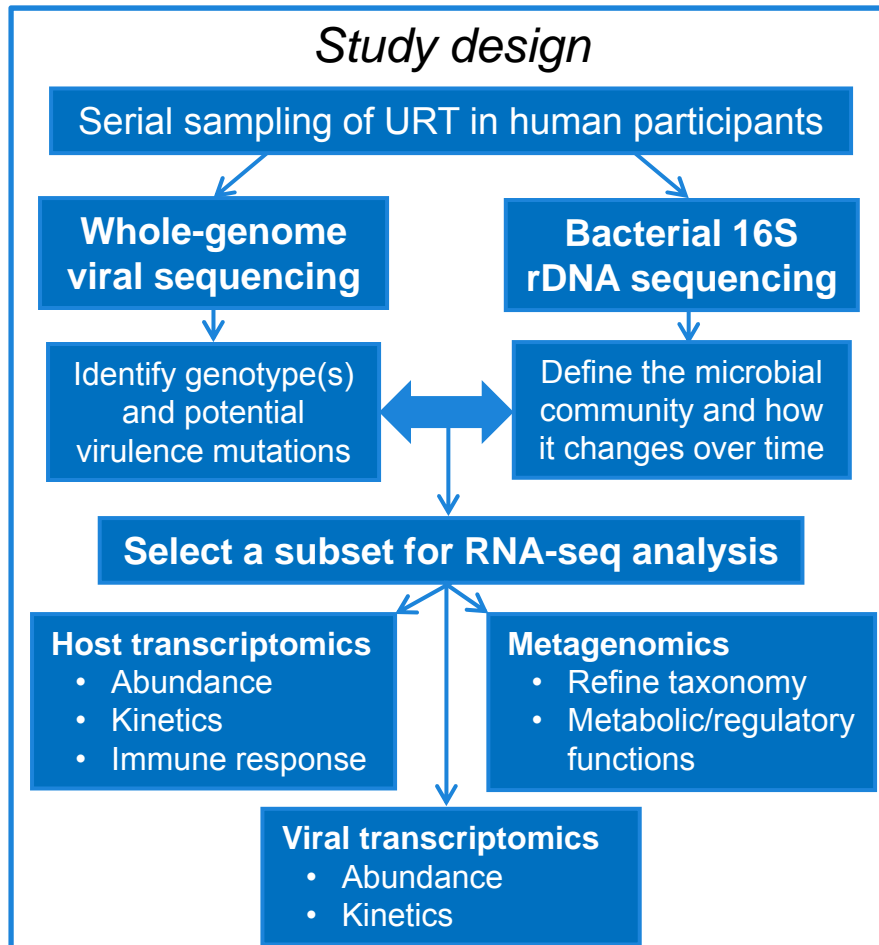 Study design
Serial sampling of URT in human participants
Whole-genome
viral sequencing
Bacterial 16S
rDNA sequencing
Identify genotype(s)
and potential
virulence mutations
Define the microbial
community and how
it changes over time
Select a subset for RNA-seq analysis
Host transcriptomics
• Abundance
• Kinetics
• Immune response
Metagenomics
• Refine taxonomy
• Metabolic/regulatory
functions
Viral transcriptomics
• Abundance
• Kinetics